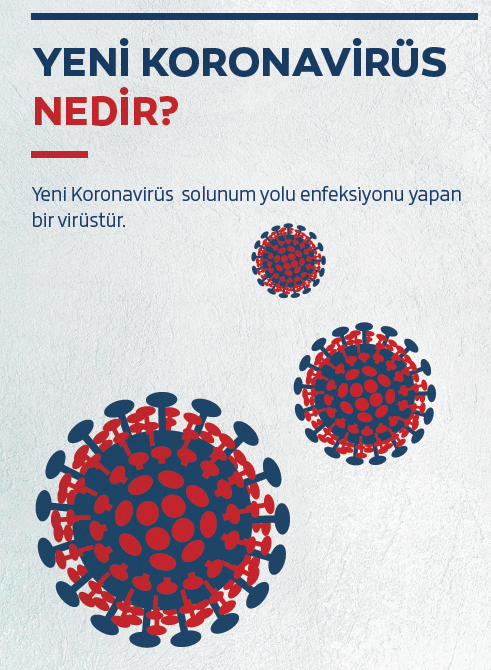 YENİ KORONAVİRÜS
NEDİR?
Yeni Koronavirüs solunum yolu enfeksiyonu yapan
bir virüstür.